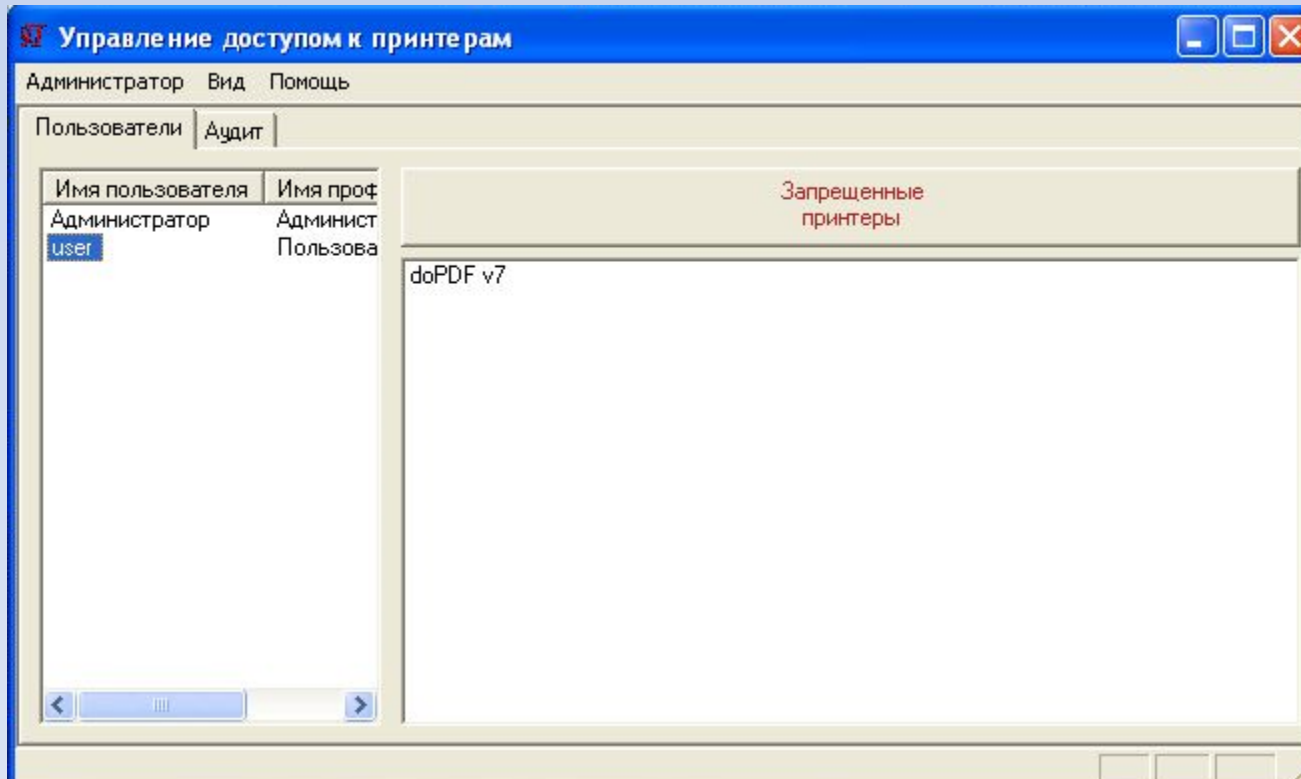 Управление доступом к принтерам
Администратор Вид Помощь
Пользователи Аудит
Имя пользователя Имя проф
Администратор Админист
user Пользова
Запрещенные
принтеры
doPDF v7